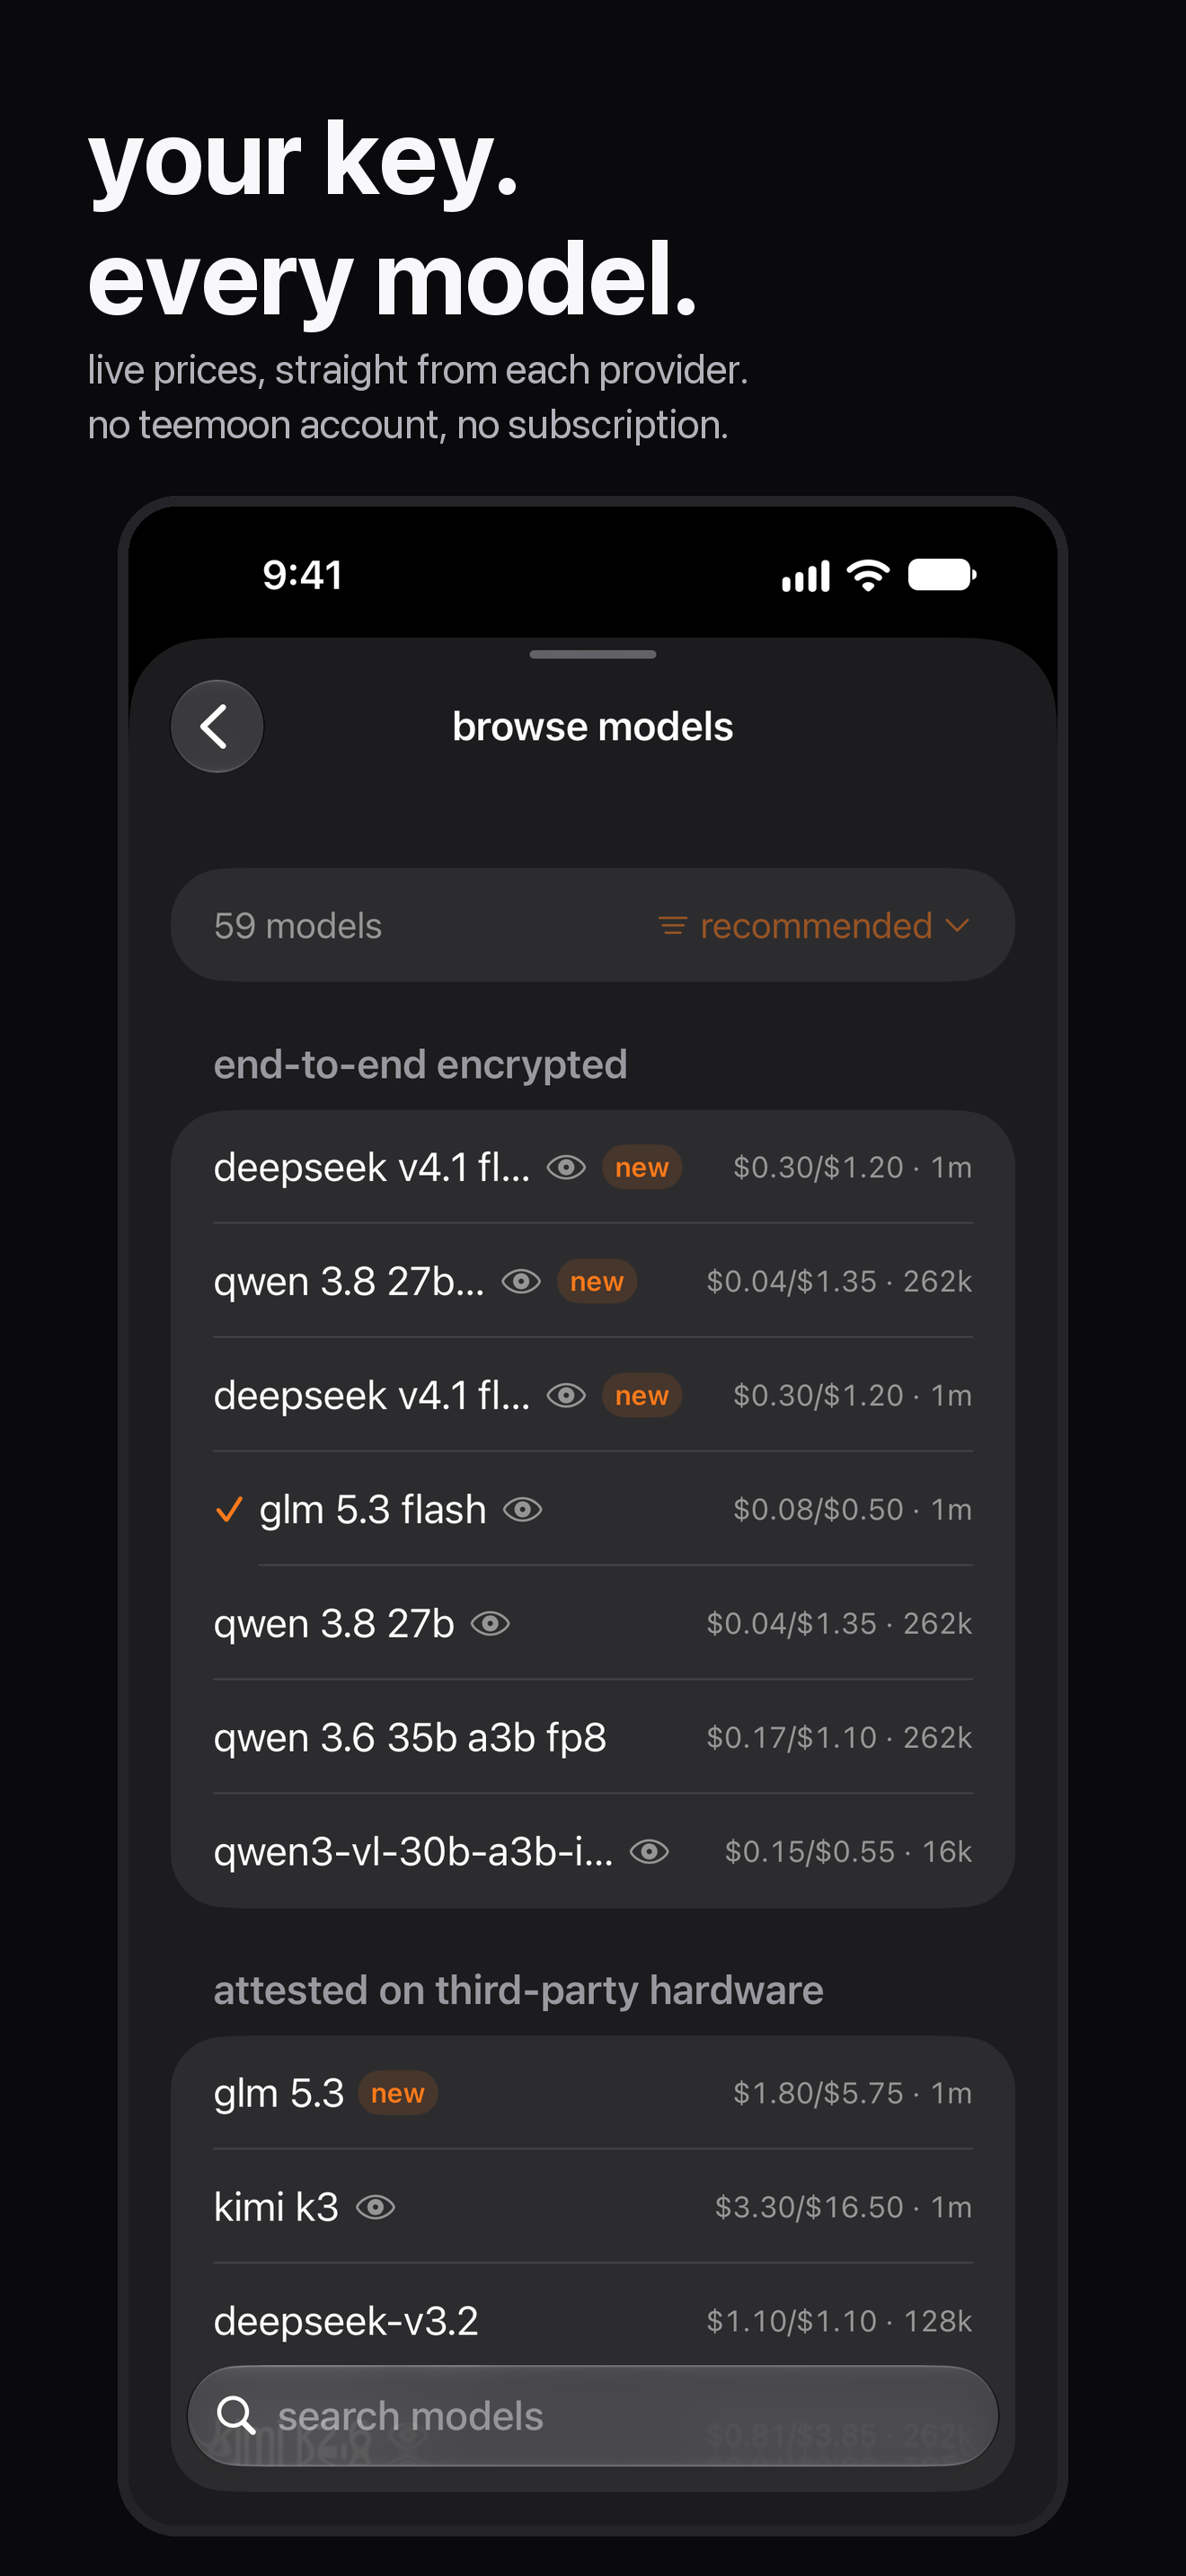 your key.
every model.
live prices, straight from each provider.
no teemoon account, no subscription.
9:41
browse models
59 models recommended
end-to-end encrypted
deepseek v4.1 fl... new $0.30/$1.20 · 1m
qwen 3.8 27b... new $0.04/$1.35 · 262k
deepseek v4.1 fl... new $0.30/$1.20 · 1m
glm 5.3 flash $0.08/$0.50 · 1m
qwen 3.8 27b $0.04/$1.35 · 262k
qwen 3.6 35b a3b fp8 $0.17/$1.10 · 262k
qwen3-vl-30b-a3b-i... $0.15/$0.55 · 16k
attested on third-party hardware
glm 5.3 new $1.80/$5.75 · 1m
kimi k3 $3.30/$16.50 · 1m
deepseek-v3.2 $1.10/$1.10 · 128k
search models